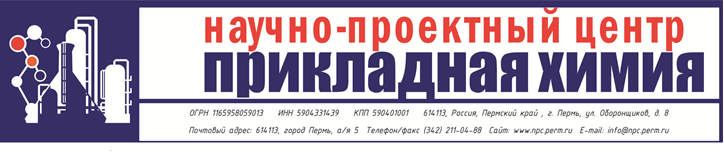 научно-проектный центр
прикладная химия
ОГРН 1165958059013 ИНН 5904331439 КПП 590401001 614113, Россия, Пермский край , г. Пермь, ул. Оборонщиков, д. 8
Почтовый адрес: 614113, город Пермь, а/я 5 Телефон/факс (342) 211-04-88 Сайт: www.npc.perm.ru E-mail: info@npc.perm.ru